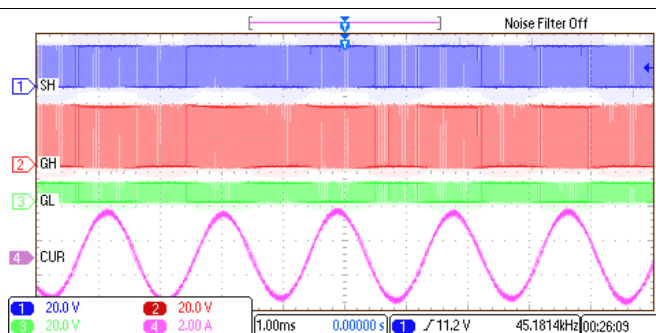 Noise Filter Off
T
T
1 SH
2 GH
3 GL
4 CUR
1 20.0 V 2 20.0 V
3 20.0 V 4 2.00 A
1.00ms 0.00000 s 1 11.2 V 45.1814kHz 00:26:09